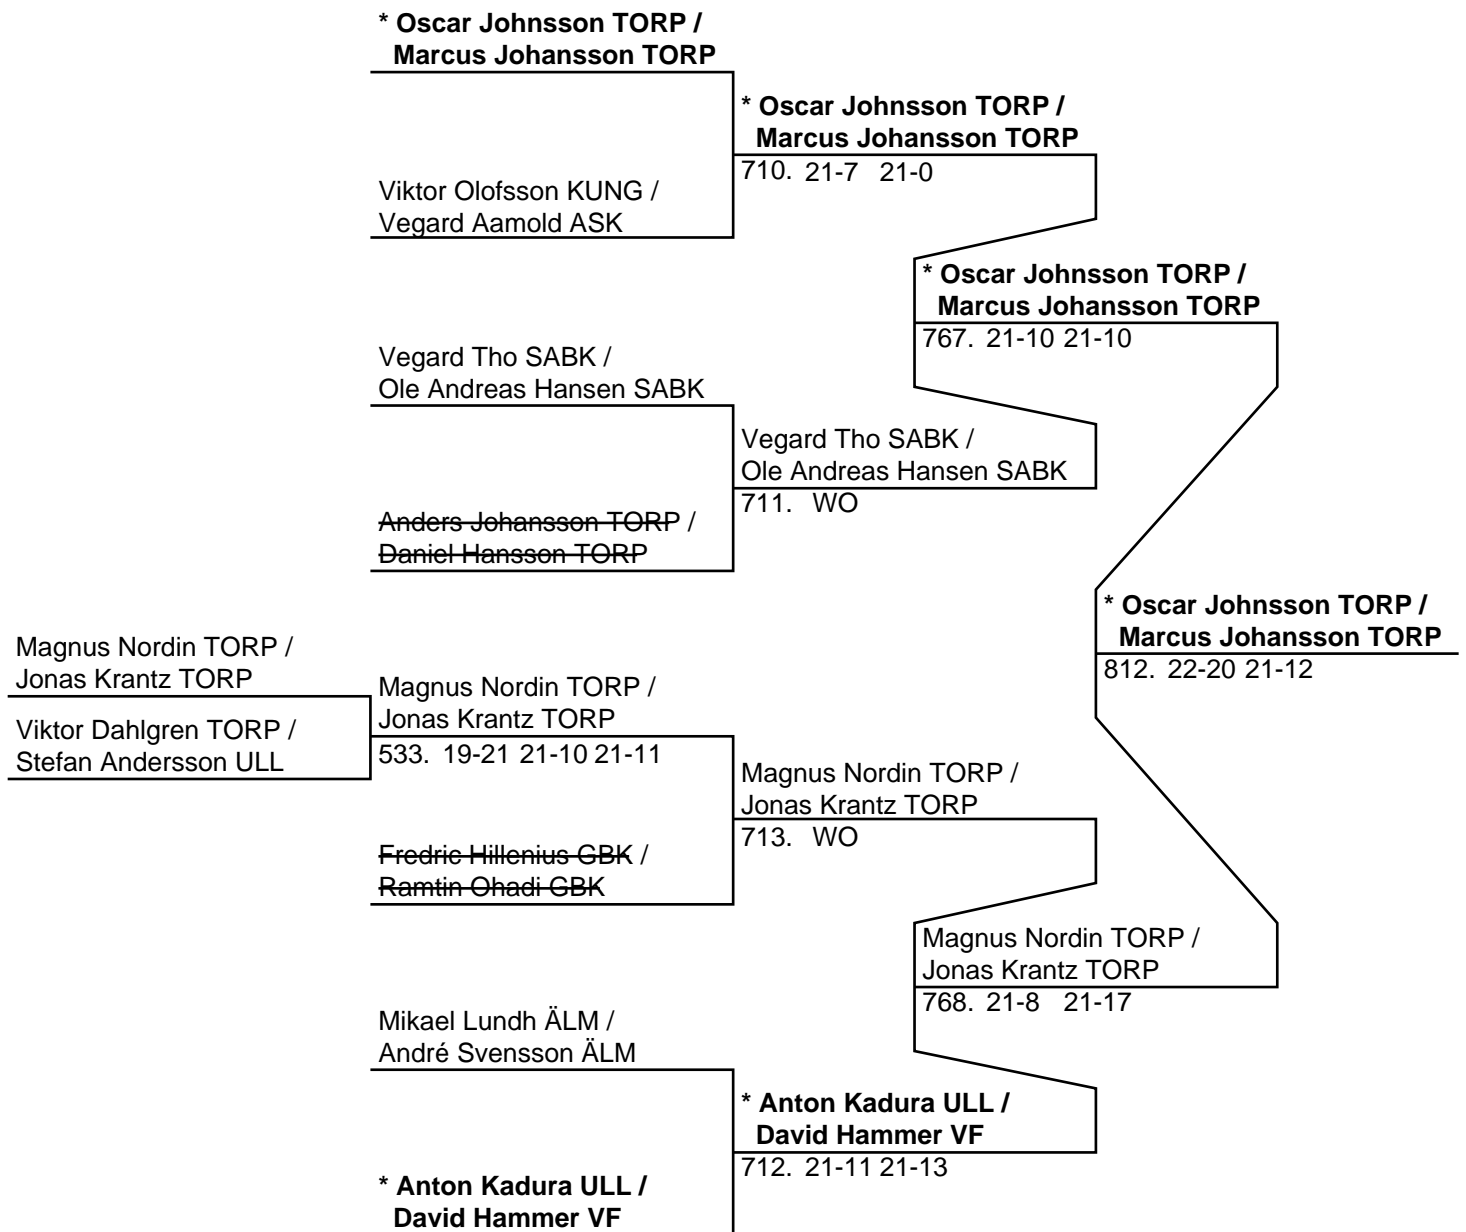 * Oscar Johnsson TORP /
Marcus Johansson TORP
* Oscar Johnsson TORP /
Marcus Johansson TORP
710. 21-7 21-0
Viktor Olofsson KUNG /
Vegard Aamold ASK
* Oscar Johnsson TORP /
Marcus Johansson TORP
767. 21-10 21-10
Vegard Tho SABK /
Ole Andreas Hansen SABK
Vegard Tho SABK /
Ole Andreas Hansen SABK
711. WO
Anders Johansson TORP /
Daniel Hansson TORP
* Oscar Johnsson TORP /
Marcus Johansson TORP
812. 22-20 21-12
Magnus Nordin TORP /
Jonas Krantz TORP
Magnus Nordin TORP /
Jonas Krantz TORP
533. 19-21 21-10 21-11
Viktor Dahlgren TORP /
Stefan Andersson ULL
Magnus Nordin TORP /
Jonas Krantz TORP
713. WO
Fredric Hillenius GBK /
Ramtin Ohadi GBK
Magnus Nordin TORP /
Jonas Krantz TORP
768. 21-8 21-17
Mikael Lundh ÄLM /
André Svensson ÄLM
* Anton Kadura ULL /
David Hammer VF
712. 21-11 21-13
* Anton Kadura ULL /
David Hammer VF